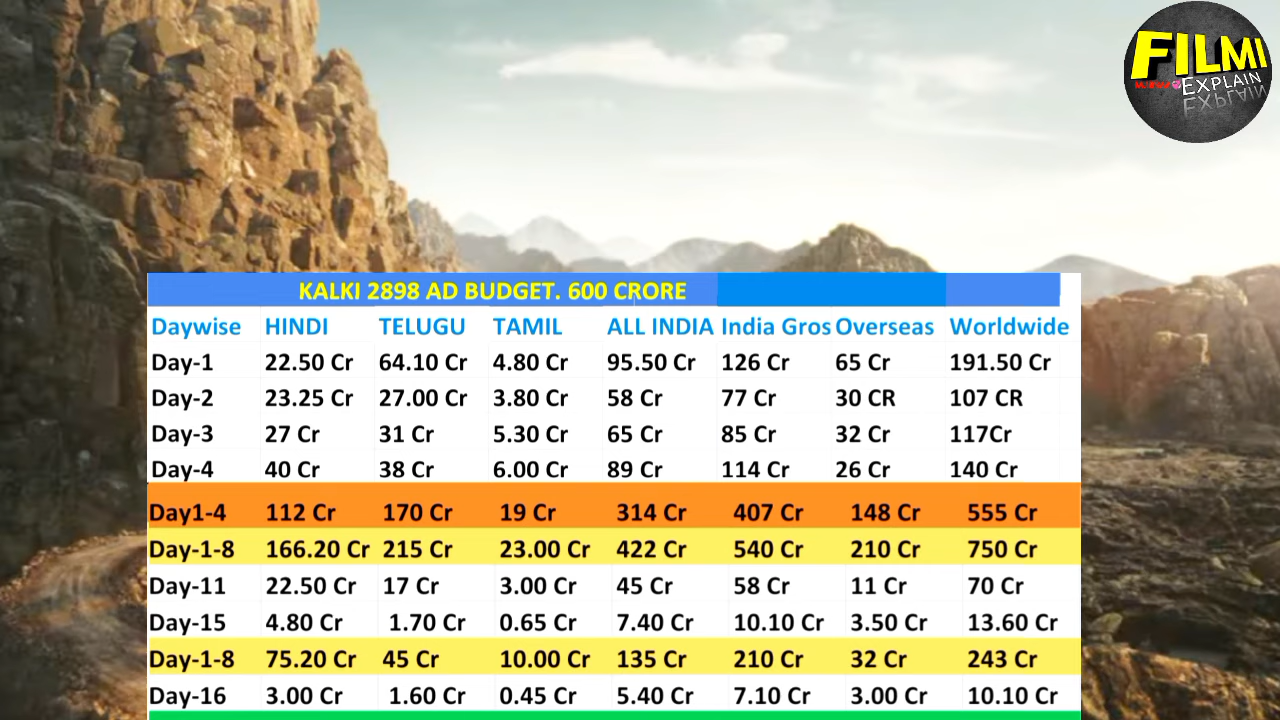 FILMI
EXPLAIN
KALKI 2898 AD BUDGET. 600 CRORE
Daywise HINDI TELUGU TAMIL ALL INDIA India Gros Overseas Worldwide
Day-1 22.50 Cr 64.10 Cr 4.80 Cr 95.50 Cr 126 Cr 65 Cr 191.50 Cr
Day-2 23.25 Cr 27.00 Cr 3.80 Cr 58 Cr 77 Cr 30 CR 107 CR
Day-3 27 Cr 31 Cr 5.30 Cr 65 Cr 85 Cr 32 Cr 117Cr
Day-4 40 Cr 38 Cr 6.00 Cr 89 Cr 114 Cr 26 Cr 140 Cr
Day1-4 112 Cr 170 Cr 19 Cr 314 Cr 407 Cr 148 Cr 555 Cr
Day-1-8 166.20 Cr 215 Cr 23.00 Cr 422 Cr 540 Cr 210 Cr 750 Cr
Day-11 22.50 Cr 17 Cr 3.00 Cr 45 Cr 58 Cr 11 Cr 70 Cr
Day-15 4.80 Cr 1.70 Cr 0.65 Cr 7.40 Cr 10.10 Cr 3.50 Cr 13.60 Cr
Day-1-8 75.20 Cr 45 Cr 10.00 Cr 135 Cr 210 Cr 32 Cr 243 Cr
Day-16 3.00 Cr 1.60 Cr 0.45 Cr 5.40 Cr 7.10 Cr 3.00 Cr 10.10 Cr